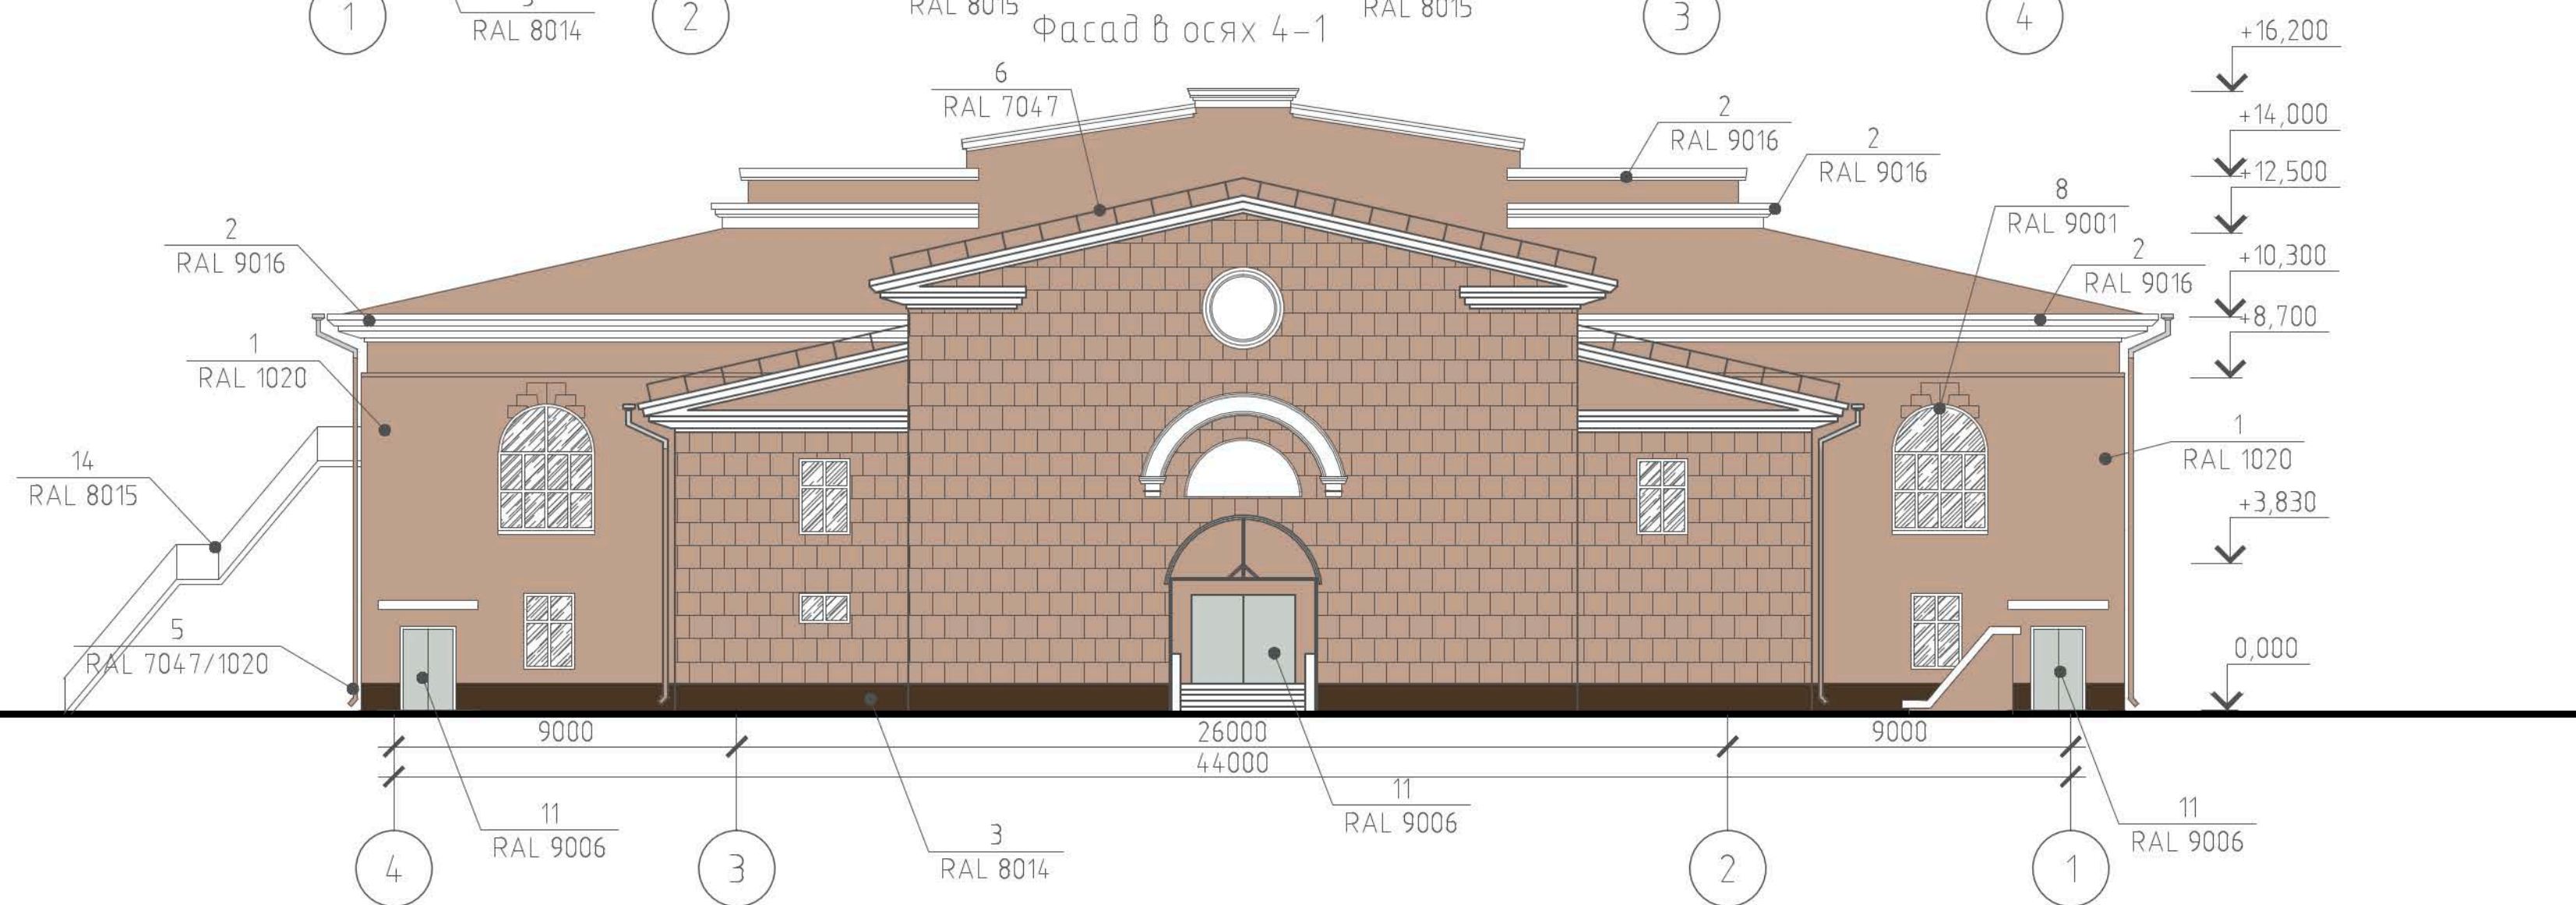 1
RAL 8014
2
RAL 8015
RAL 8015
3
4
Фасад в осях 4-1
+16,200
6
RAL 7047
2
RAL 9016
+14,000
2
RAL 9016
+12,500
8
RAL 9001
2
RAL 9016
2
RAL 9016
+10,300
+8,700
1
RAL 1020
1
RAL 1020
14
RAL 8015
+3,830
5
RAL 7047/1020
0,000
9000
26000
9000
44000
11
RAL 9006
3
RAL 8014
11
RAL 9006
11
RAL 9006
4
3
2
1